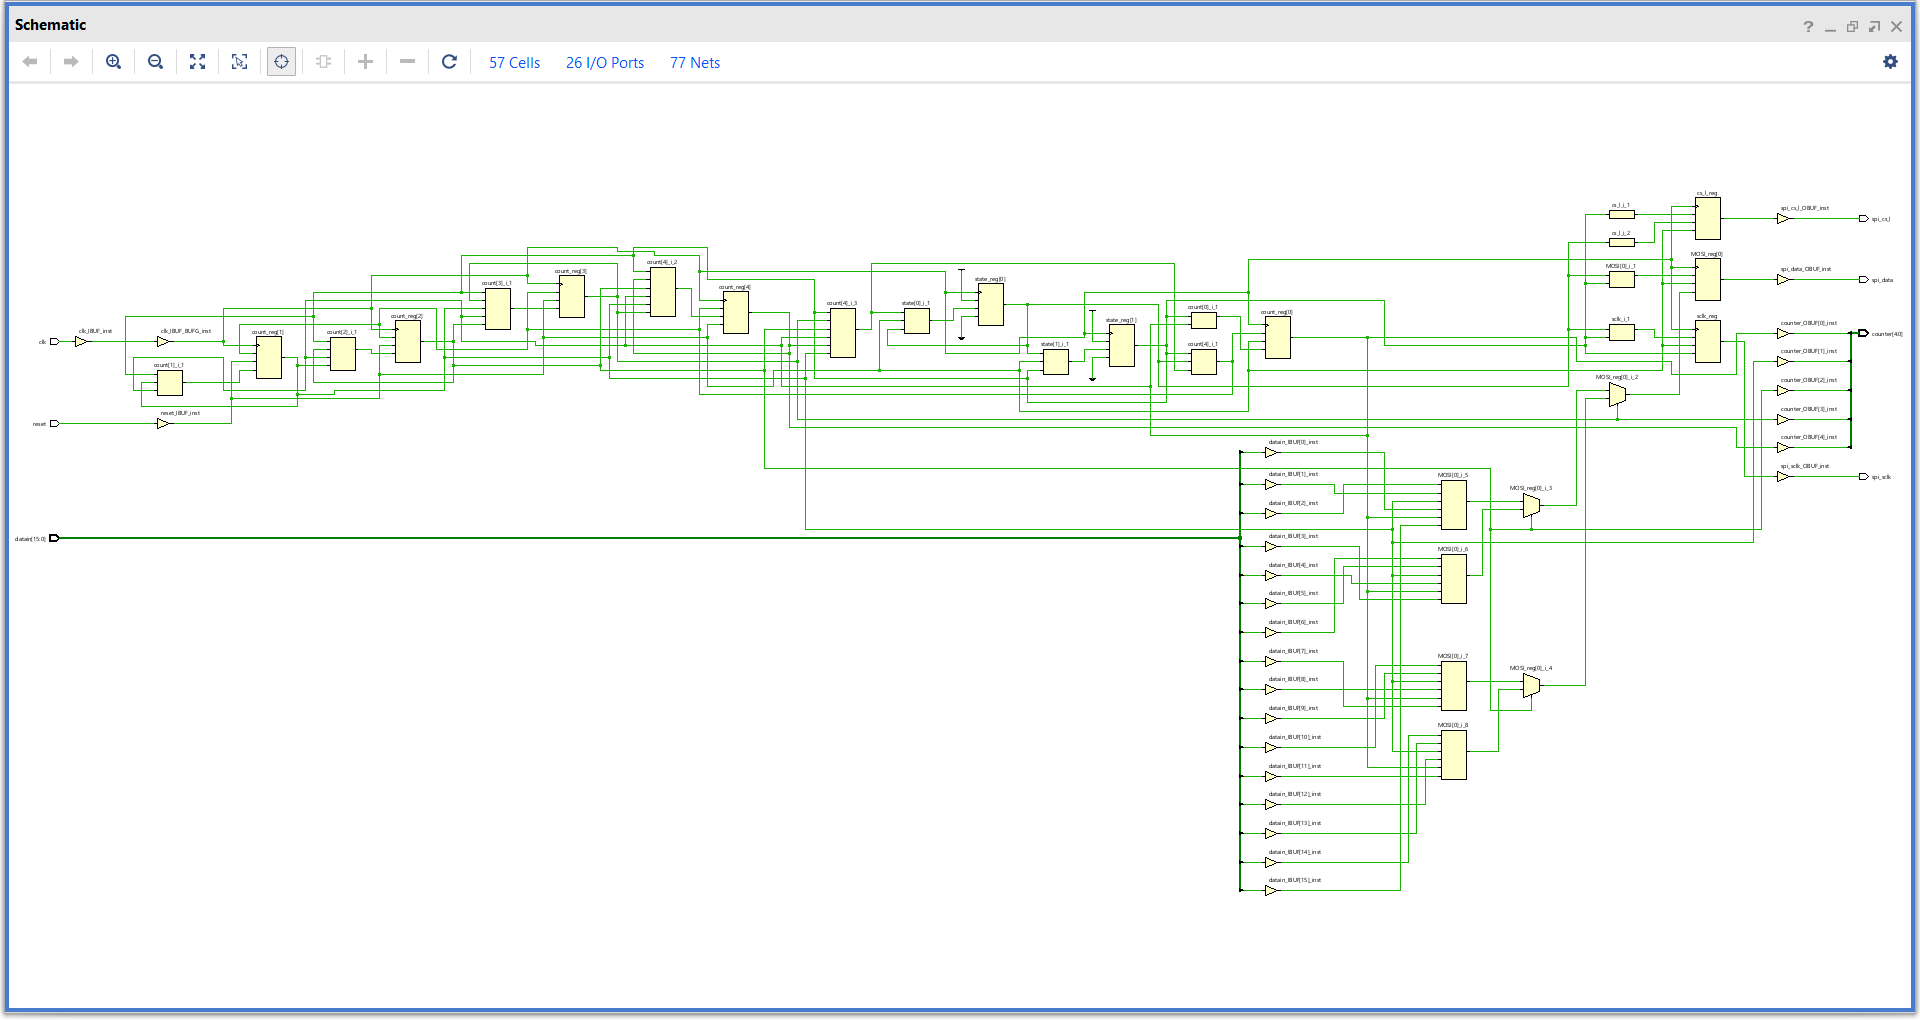 Schematic
57 Cells
26 I/O Ports
77 Nets
cs_l_reg
cs_l_i_1
spi_cs_l_OBUF_inst
spi_cs_l
cs_l_i_2
MOSI_reg[0]
MOSI[0]_i_1
spi_data_OBUF_inst
spi_data
count[4]_i_2
count_reg[3]
count[3]_i_1
count_reg[4]
state_reg[0]
count[4]_i_3
state[0]_i_1
count[0]_i_1
count_reg[0]
sclk_i_1
sclk_reg
count_reg[2]
state_reg[1]
counter_OBUF[0]_inst
counter[4:0]
clk_IBUF_inst
clk_IBUF_BUFG_inst
count_reg[1]
count[2]_i_1
clk
state[1]_i_1
count[4]_i_1
counter_OBUF[1]_inst
count[1]_i_1
MOSI_reg[0]_i_2
counter_OBUF[2]_inst
reset_IBUF_inst
reset
counter_OBUF[3]_inst
counter_OBUF[4]_inst
datain_IBUF[0]_inst
spi_sclk_OBUF_inst
spi_sclk
datain_IBUF[1]_inst
MOSI[0]_i_5
MOSI_reg[0]_i_3
datain_IBUF[2]_inst
datain[15:0]
datain_IBUF[3]_inst
MOSI[0]_i_6
datain_IBUF[4]_inst
datain_IBUF[5]_inst
datain_IBUF[6]_inst
datain_IBUF[7]_inst
MOSI[0]_i_7
MOSI_reg[0]_i_4
datain_IBUF[8]_inst
datain_IBUF[9]_inst
MOSI[0]_i_8
datain_IBUF[10]_inst
datain_IBUF[11]_inst
datain_IBUF[12]_inst
datain_IBUF[13]_inst
datain_IBUF[14]_inst
datain_IBUF[15]_inst